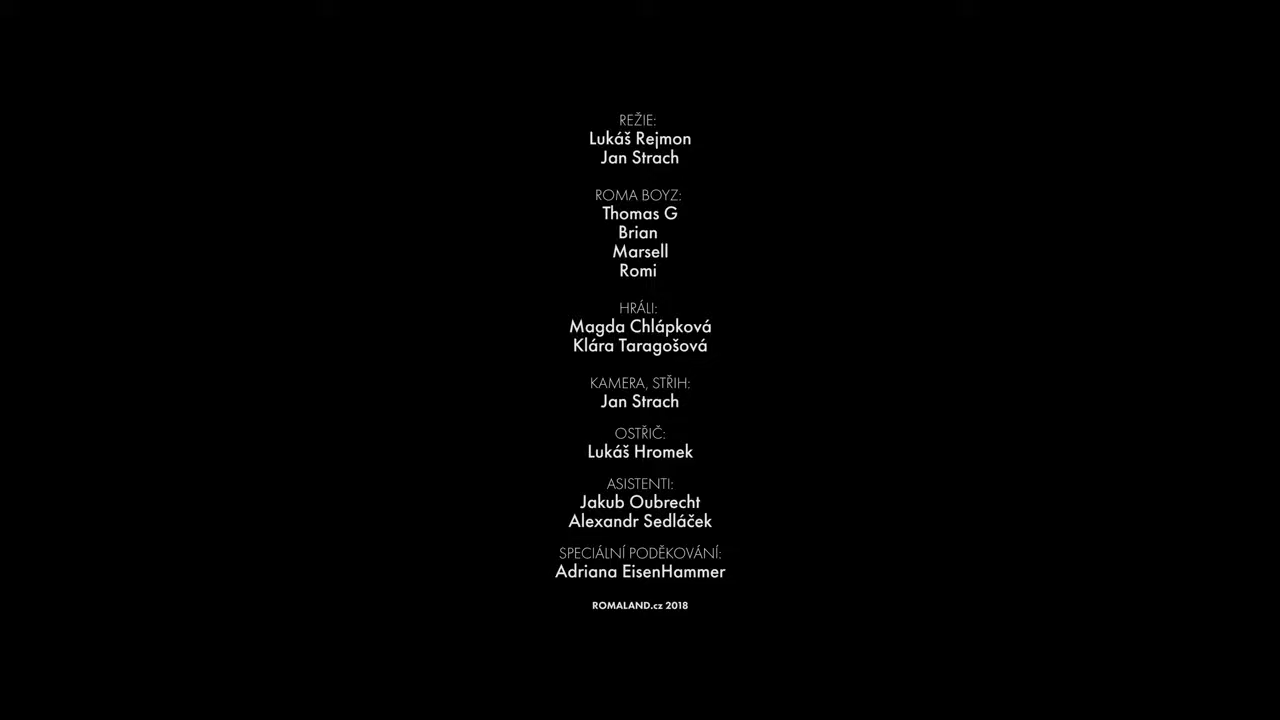 REŽIE:
Lukáš Rejmon
Jan Strach
ROMA BOYZ:
Thomas G
Brian
Marsell
Romi
HRÁLI:
Magda Chlápková
Klára Taragošová
KAMERA, STŘIH:
Jan Strach
OSTŘIČ:
Lukáš Hromek
ASISTENTI:
Jakub Oubrecht
Alexandr Sedláček
SPECIÁLNÍ PODĚKOVÁNÍ:
Adriana EisenHammer
ROMALAND.cz 2018